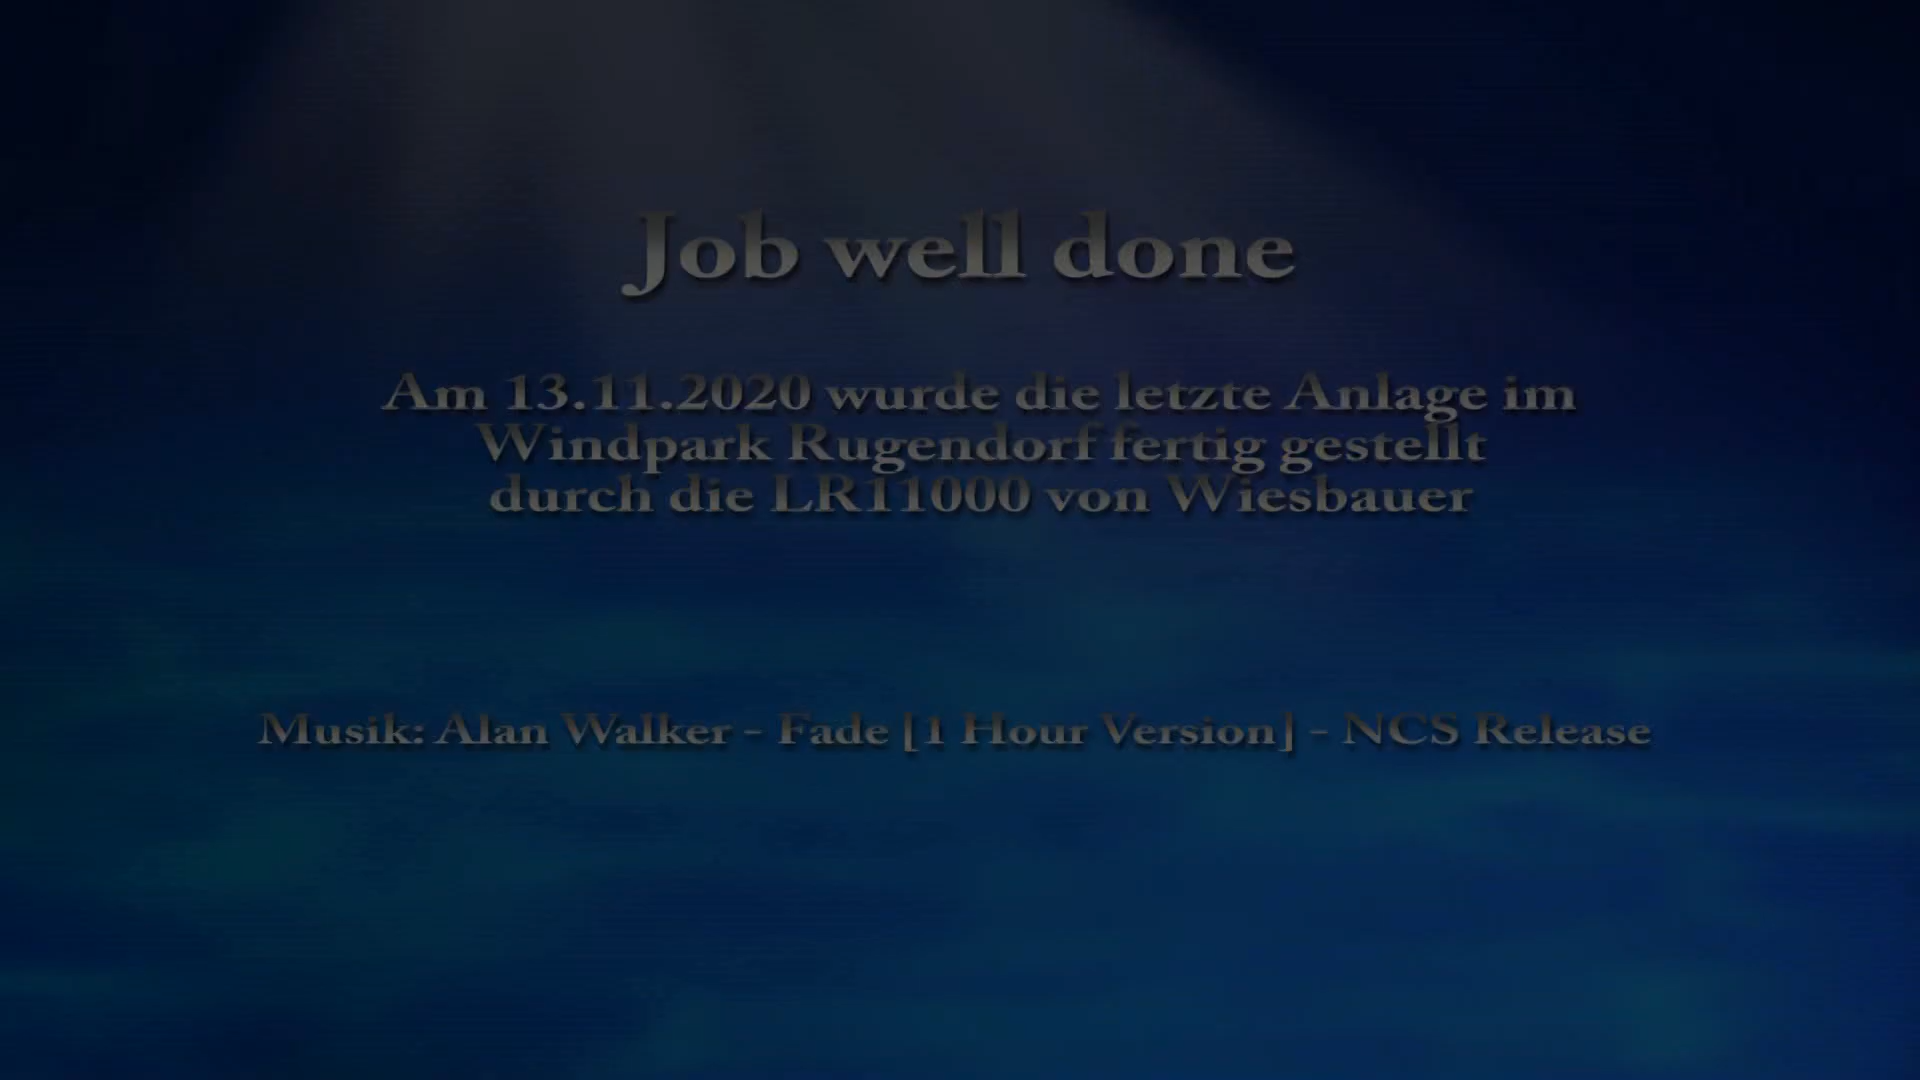 Job well done
Am 13.11.2020 wurde die letzte Anlage im
Windpark Rugendorf fertig gestellt
durch die LR11000 von Wiesbauer
Musik: Alan Walker - Fade [1 Hour Version] - NCS Release